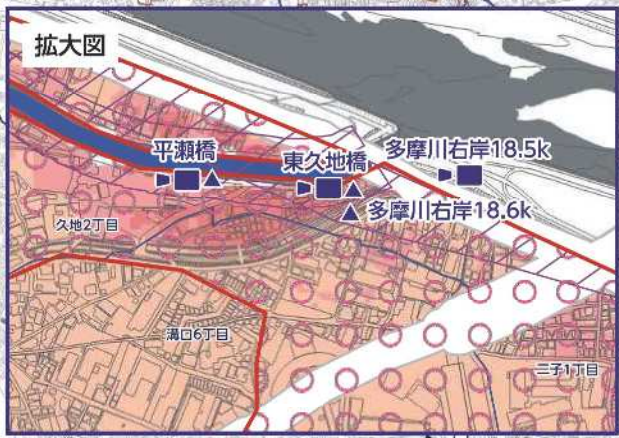 拡大図
平瀬橋
東久地橋
多摩川右岸18.5k
多摩川右岸18.6k
久地2丁目
溝口6丁目
二子1丁目